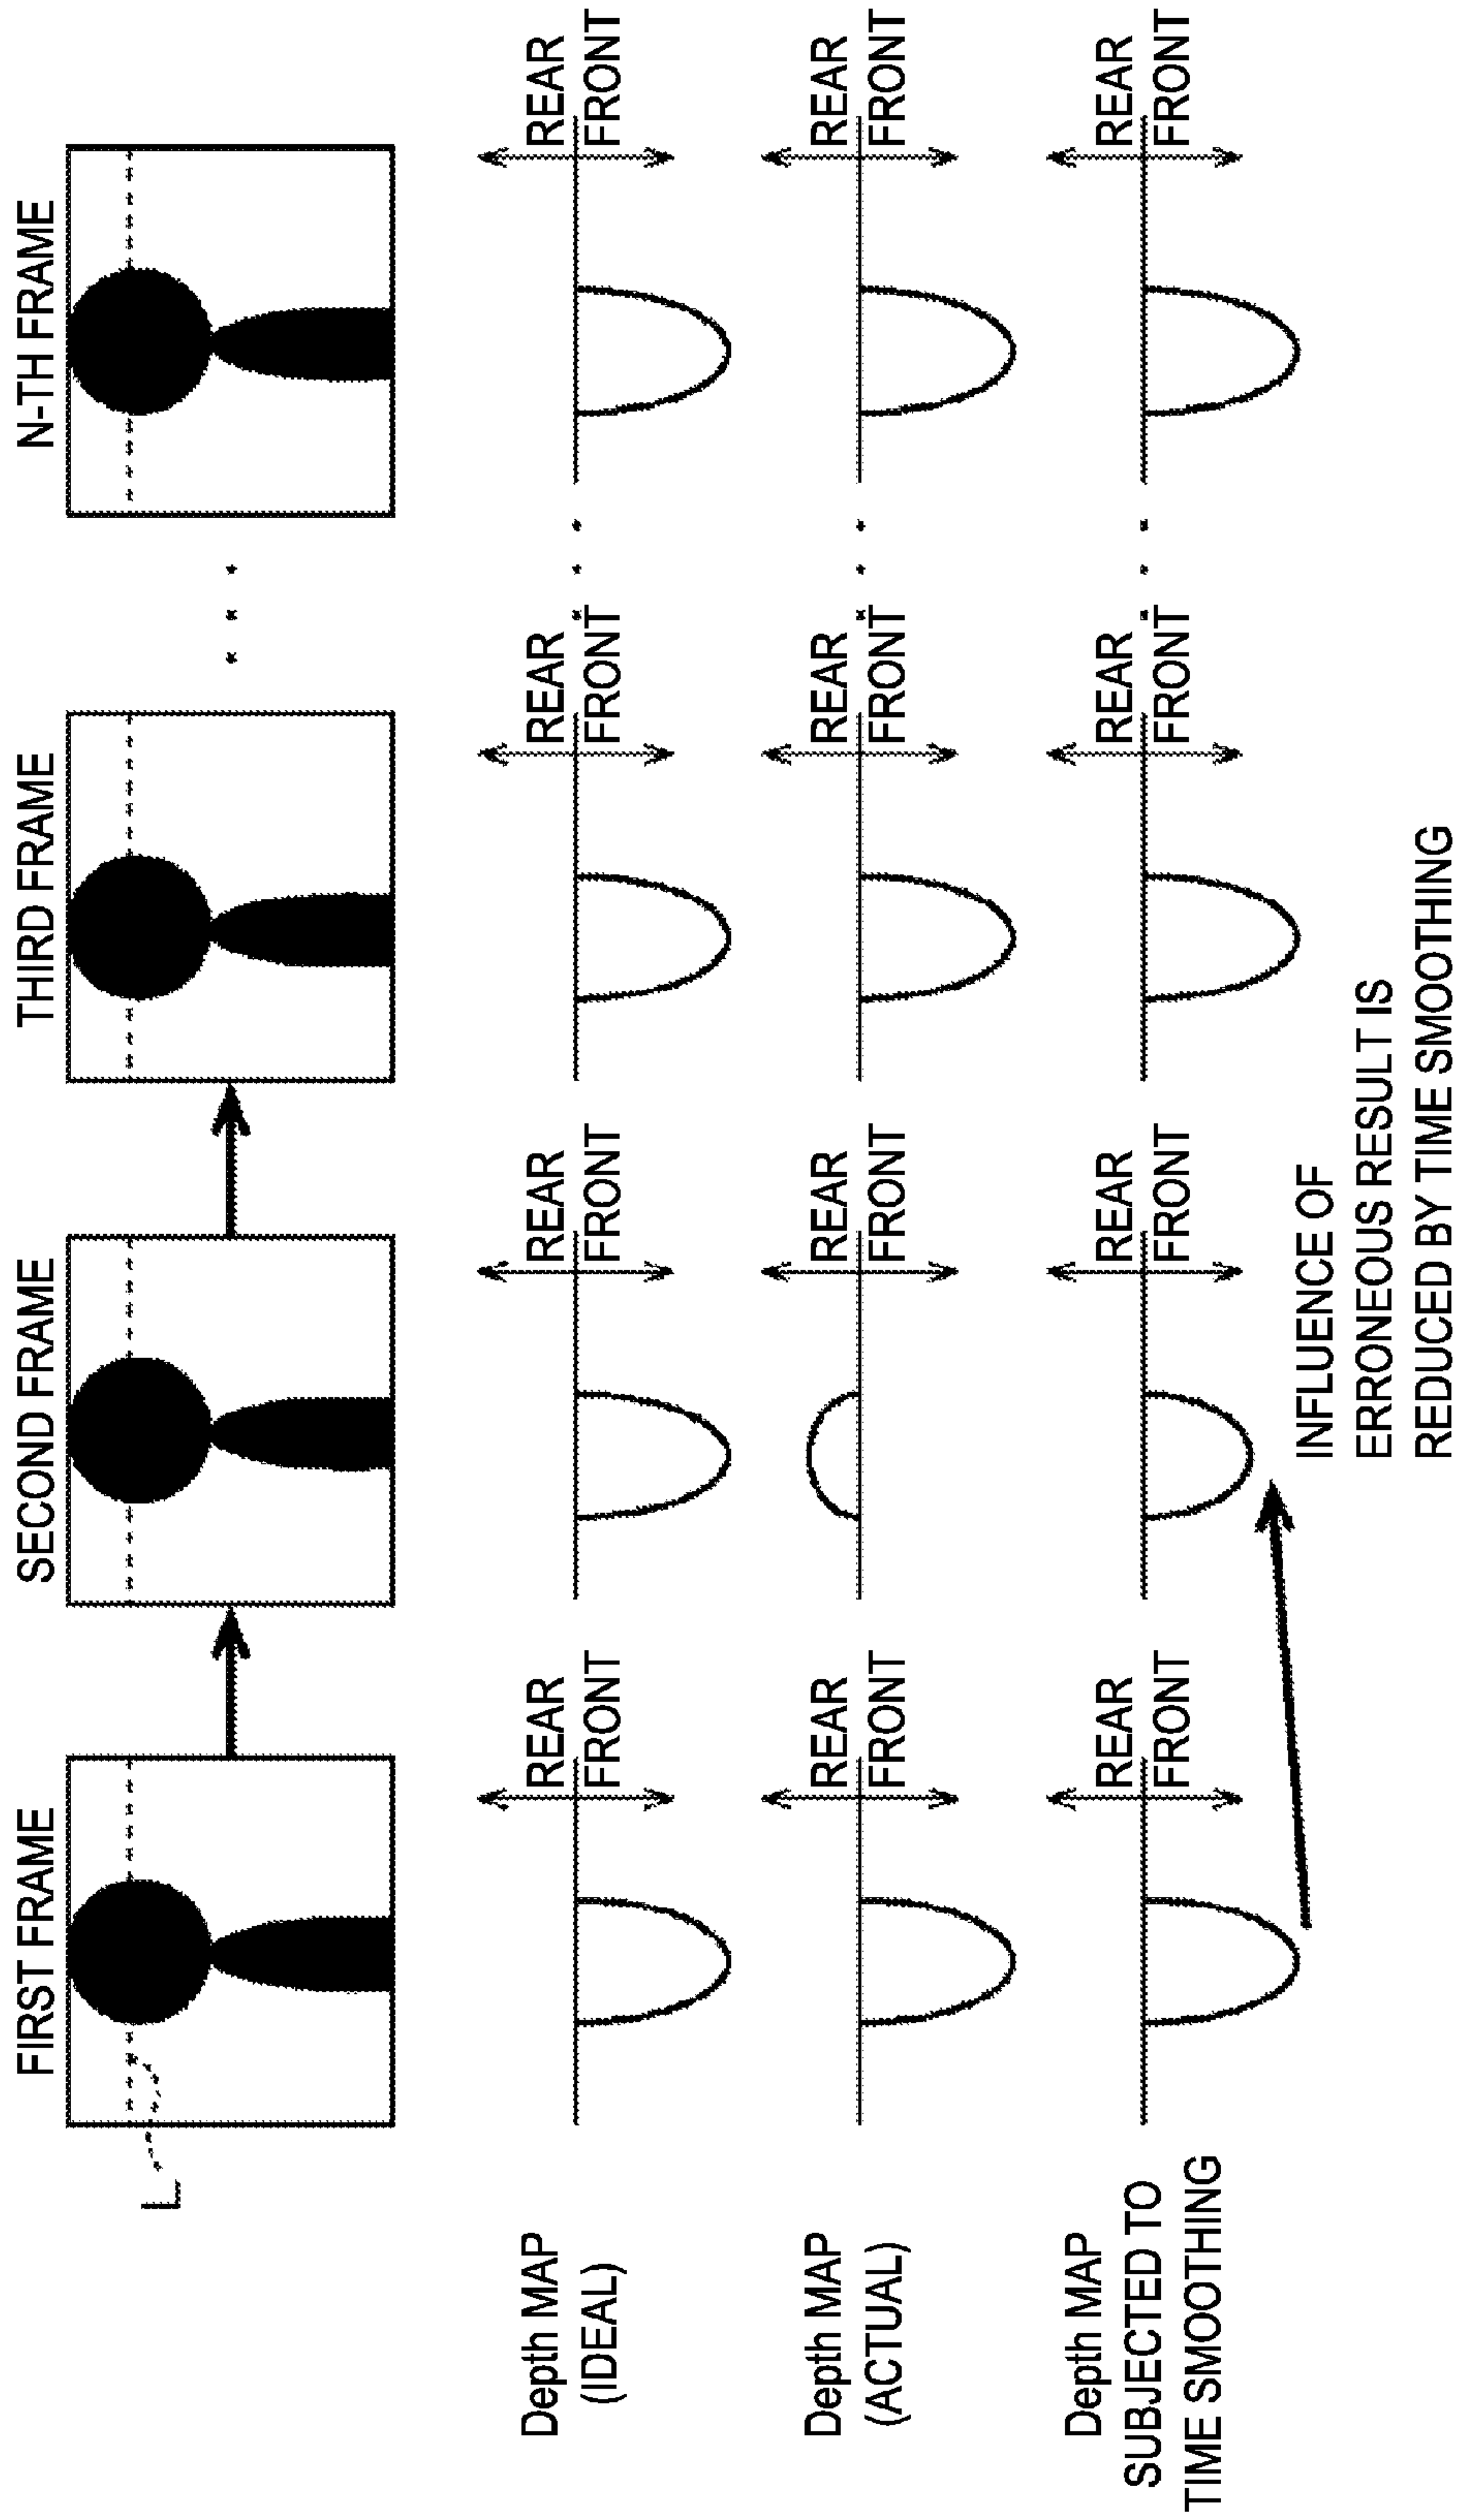 FIRST FRAME
SECOND FRAME
THIRD FRAME
N-TH FRAME
L
Depth MAP
(IDEAL)
REAR
FRONT
REAR
FRONT
REAR
FRONT
REAR
FRONT
Depth MAP
(ACTUAL)
REAR
FRONT
REAR
FRONT
REAR
FRONT
REAR
FRONT
Depth MAP
SUBJECTED TO
TIME SMOOTHING
REAR
FRONT
REAR
FRONT
REAR
FRONT
REAR
FRONT
INFLUENCE OF
ERRONEOUS RESULT IS
REDUCED BY TIME SMOOTHING